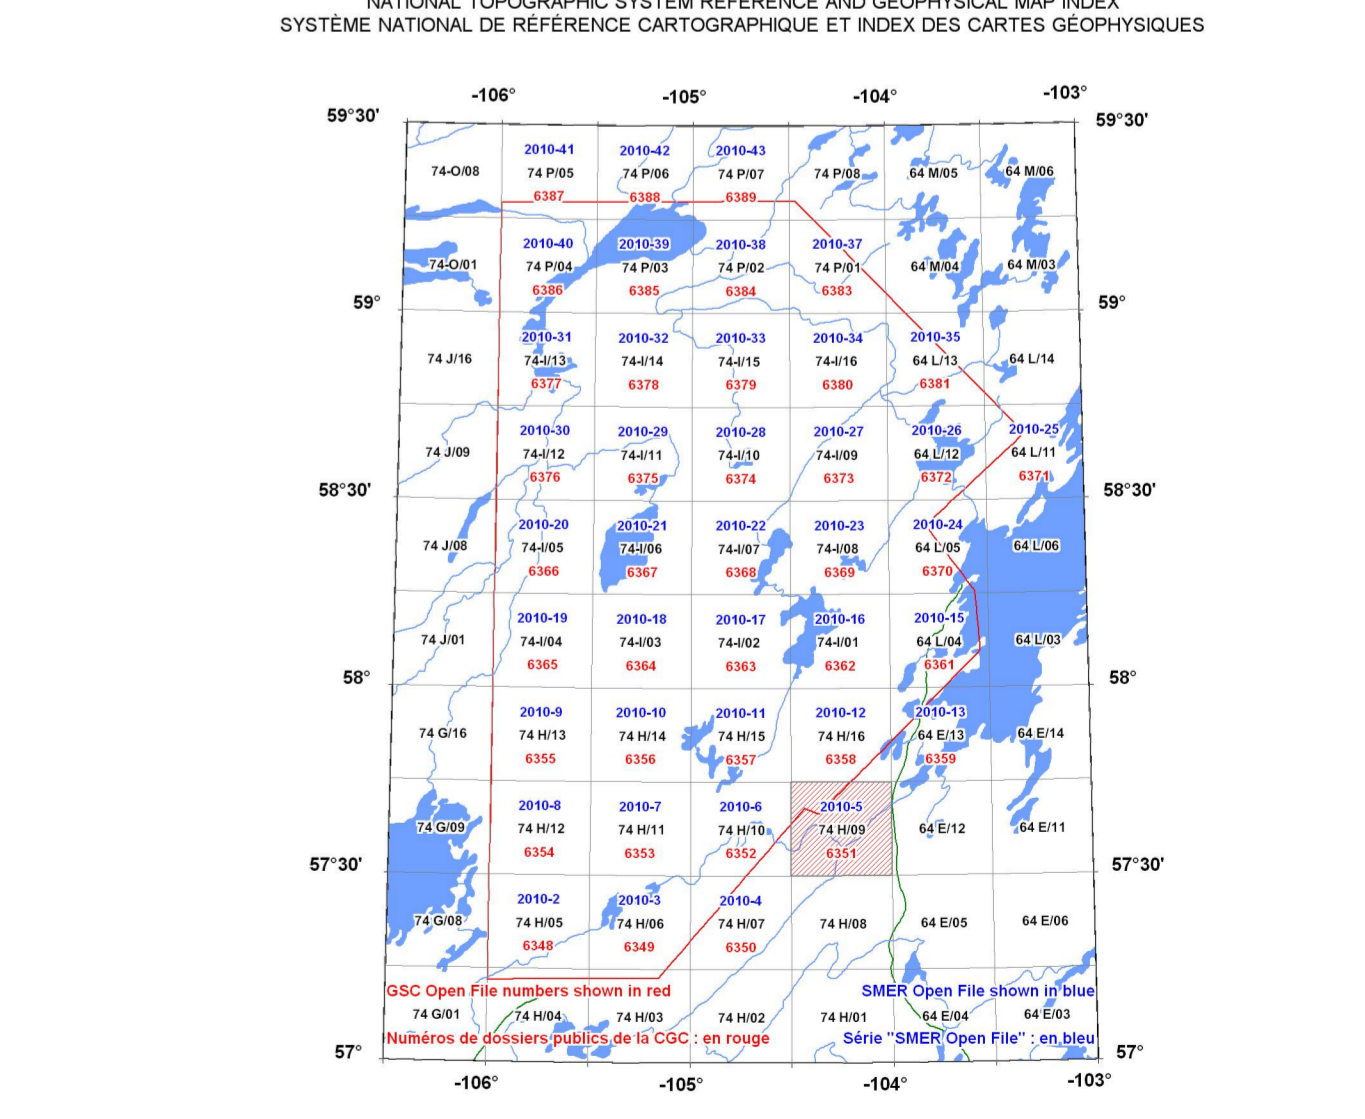 NATIONAL TOPOGRAPHIC SYSTEM REFERENCE AND GEOPHYSICAL MAP INDEX
SYSTÈME NATIONAL DE RÉFÉRENCE CARTOGRAPHIQUE ET INDEX DES CARTES GÉOPHYSIQUES
-106° -105° -104° -103°
59°30' 59°30'
2010-41 2010-42 2010-43
74-O/08 74 P/05 74 P/06 74 P/07 74 P/08 64 M/05 64 M/06
6387 6388 6389
2010-40 2010-39 2010-38 2010-37
74-O/01 74 P/04 74 P/03 74 P/02 74 P/01 64 M/04 64 M/03
6386 6385 6384 6383
59° 59°
2010-31 2010-32 2010-33 2010-34 2010-35
74 J/16 74-I/13 74-I/14 74-I/15 74-I/16 64 L/13 64 L/14
6377 6378 6379 6380 6381
2010-30 2010-29 2010-28 2010-27 2010-26 2010-25
74 J/09 74-I/12 74-I/11 74-I/10 74-I/09 64 L/12 64 L/11
6376 6375 6374 6373 6372 6371
58°30' 58°30'
2010-20 2010-21 2010-22 2010-23 2010-24
74 J/08 74-I/05 74-I/06 74-I/07 74-I/08 64 L/05 64 L/06
6366 6367 6368 6369 6370
2010-19 2010-18 2010-17 2010-16 2010-15
74 J/01 74-I/04 74-I/03 74-I/02 74-I/01 64 L/04 64 L/03
6365 6364 6363 6362 6361
58° 58°
2010-9 2010-10 2010-11 2010-12 2010-13
74 G/16 74 H/13 74 H/14 74 H/15 74 H/16 64 E/13 64 E/14
6355 6356 6357 6358 6359
2010-8 2010-7 2010-6 2010-5
74 G/09 74 H/12 74 H/11 74 H/10 74 H/09 64 E/12 64 E/11
6354 6353 6352 6351
57°30' 57°30'
2010-2 2010-3 2010-4
74 G/08 74 H/05 74 H/06 74 H/07 74 H/08 64 E/05 64 E/06
6348 6349 6350
GSC Open File numbers shown in red SMER Open File shown in blue
74 G/01 74 H/04 74 H/03 74 H/02 74 H/01 64 E/04 64 E/03
Numéros de dossiers publics de la CGC : en rouge Série "SMER Open File" : en bleu
57° 57°
-106° -105° -104° -103°